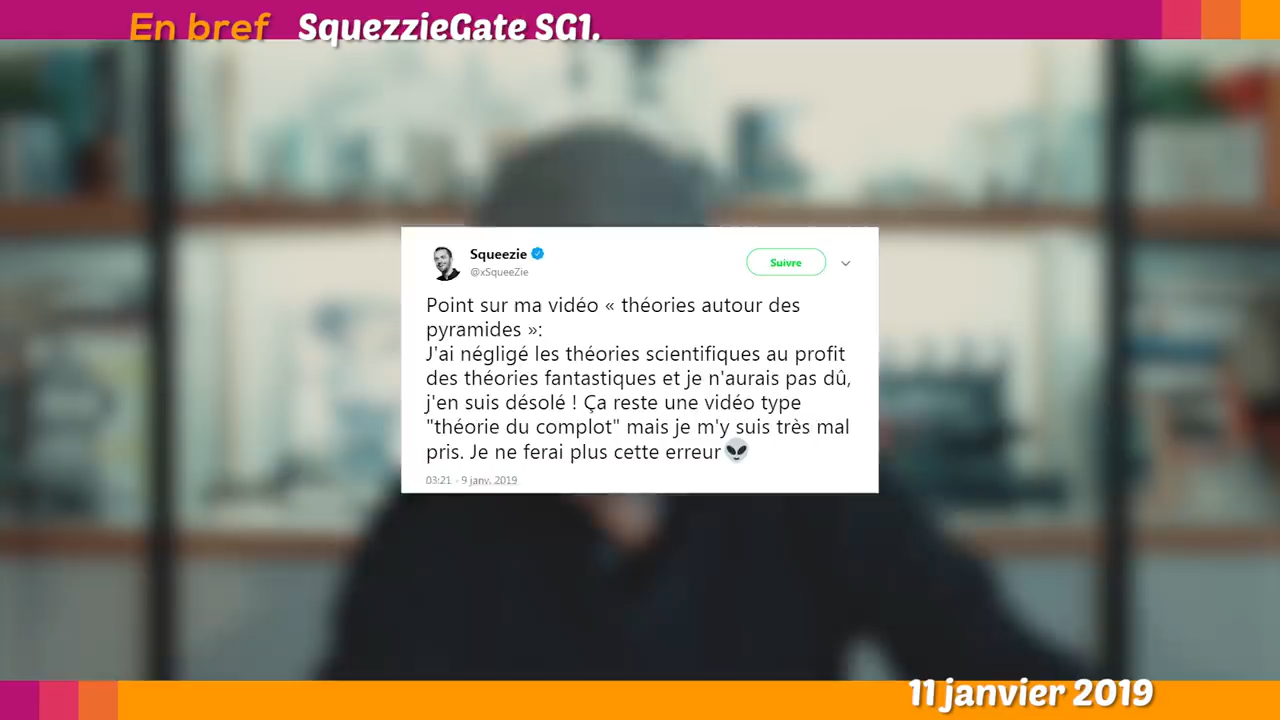 En bref SquezzieGate SG1.
Squeezie
@xSqueeZie
Suivre
Point sur ma vidéo « théories autour des
pyramides »:
J'ai négligé les théories scientifiques au profit
des théories fantastiques et je n'aurais pas dû,
j'en suis désolé ! Ça reste une vidéo type
"théorie du complot" mais je m'y suis très mal
pris. Je ne ferai plus cette erreur👽
03:21 - 9 janv. 2019
11 janvier 2019